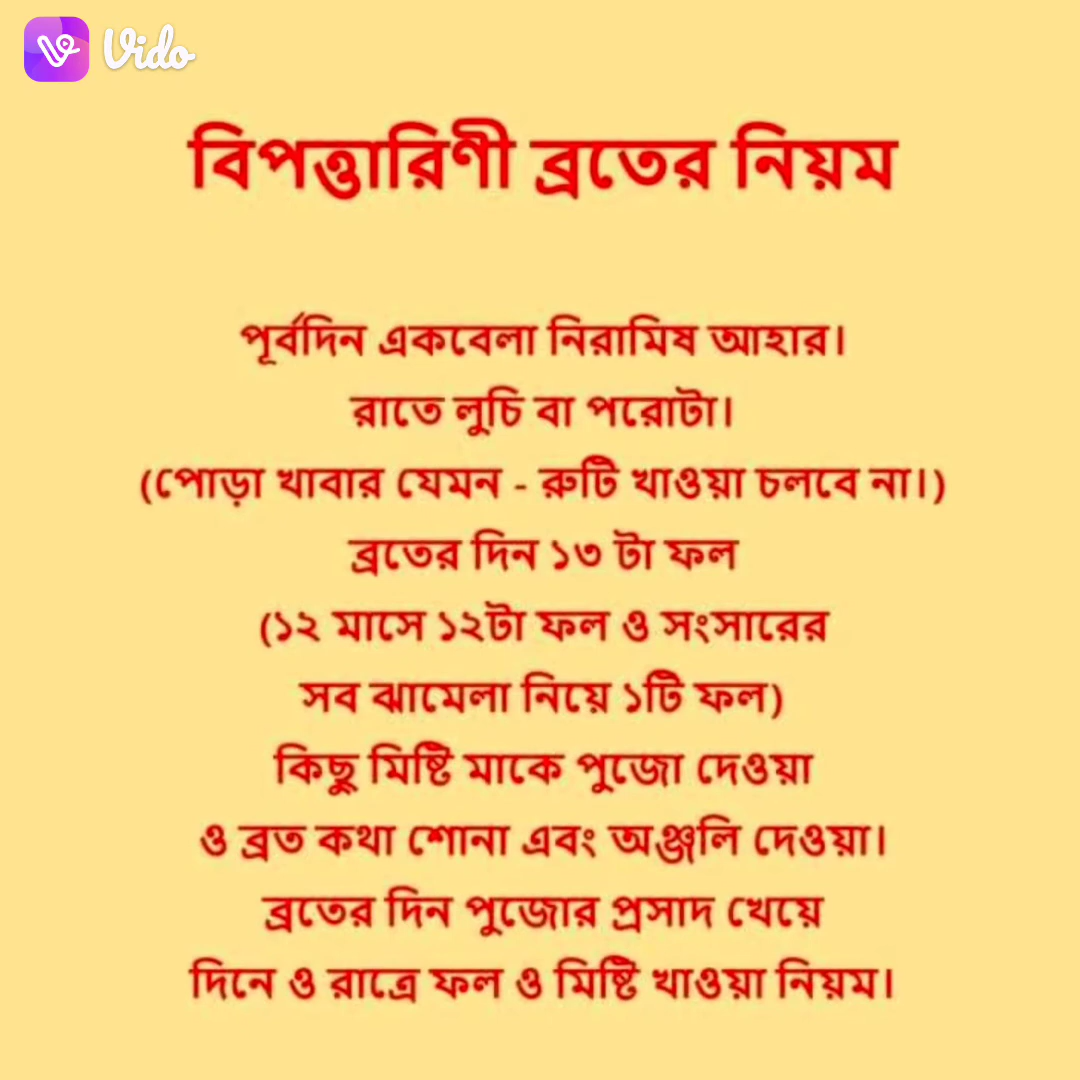 Vido
বিপত্তারিণী ব্রতের নিয়ম
পূর্বদিন একবেলা নিরামিষ আহার।
রাতে লুচি বা পরোটা।
(পোড়া খাবার যেমন - রুটি খাওয়া চলবে না।)
ব্রতের দিন ১৩ টা ফল
(১২ মাসে ১২টা ফল ও সংসারের
সব ঝামেলা নিয়ে ১টি ফল)
কিছু মিষ্টি মাকে পুজো দেওয়া
ও ব্রত কথা শোনা এবং অঞ্জলি দেওয়া।
ব্রতের দিন পুজোর প্রসাদ খেয়ে
দিনে ও রাত্রে ফল ও মিষ্টি খাওয়া নিয়ম।